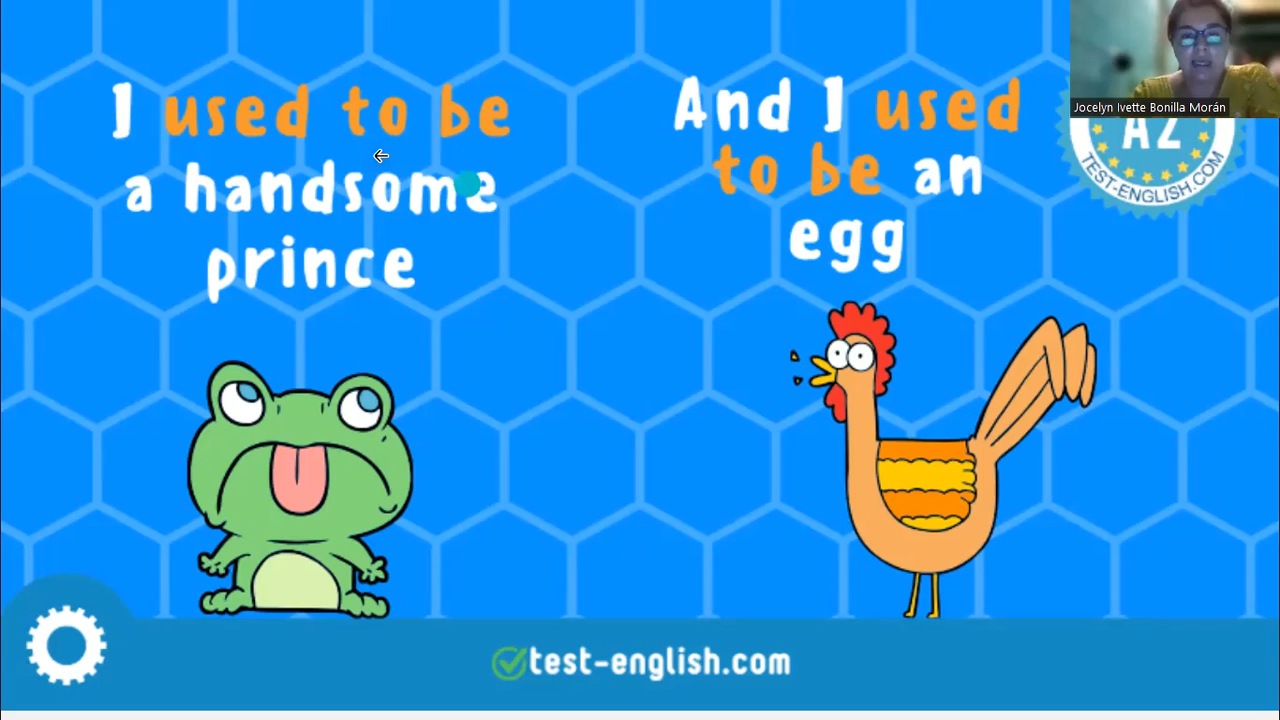 I used to be
a handsome
prince
And I used
to be an
egg
Jocelyn Ivette Bonilla Morán
A2
TEST-ENGLISH.COM
test-english.com